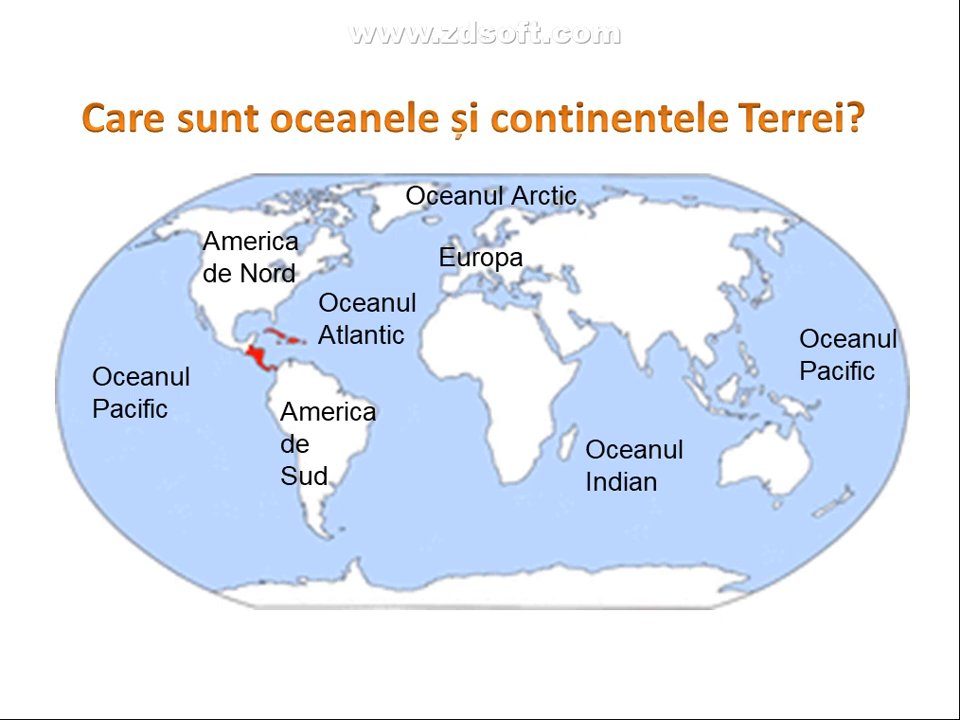 www.zdsoft.com
Care sunt oceanele și continentele Terrei?
Oceanul Arctic
America
de Nord
Europa
Oceanul
Atlantic
Oceanul
Pacific
Oceanul
Pacific
America
de
Sud
Oceanul
Indian